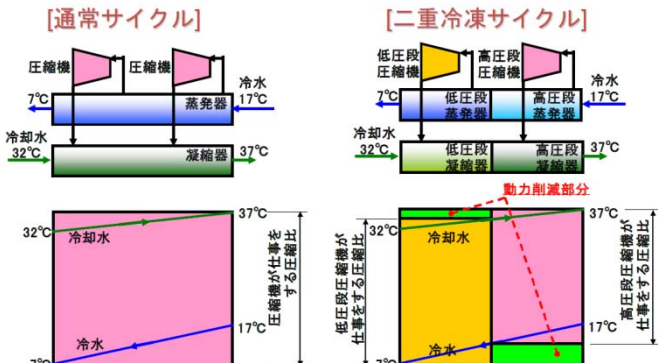 [通常サイクル]
圧縮機
圧縮機
冷水
7℃
蒸発器
17℃
冷却水
32℃
凝縮器
37℃
37℃
32℃
冷却水
圧縮機が仕事を
する圧縮比
17℃
冷水
7℃
[二重冷凍サイクル]
低圧段
圧縮機
高圧段
圧縮機
冷水
7℃
低圧段
蒸発器
高圧段
蒸発器
17℃
冷却水
32℃
低圧段
凝縮器
高圧段
凝縮器
37℃
動力削減部分
37℃
32℃
冷却水
低圧段圧縮機が
仕事をする圧縮比
高圧段圧縮機が
仕事をする圧縮比
17℃
冷水
7℃